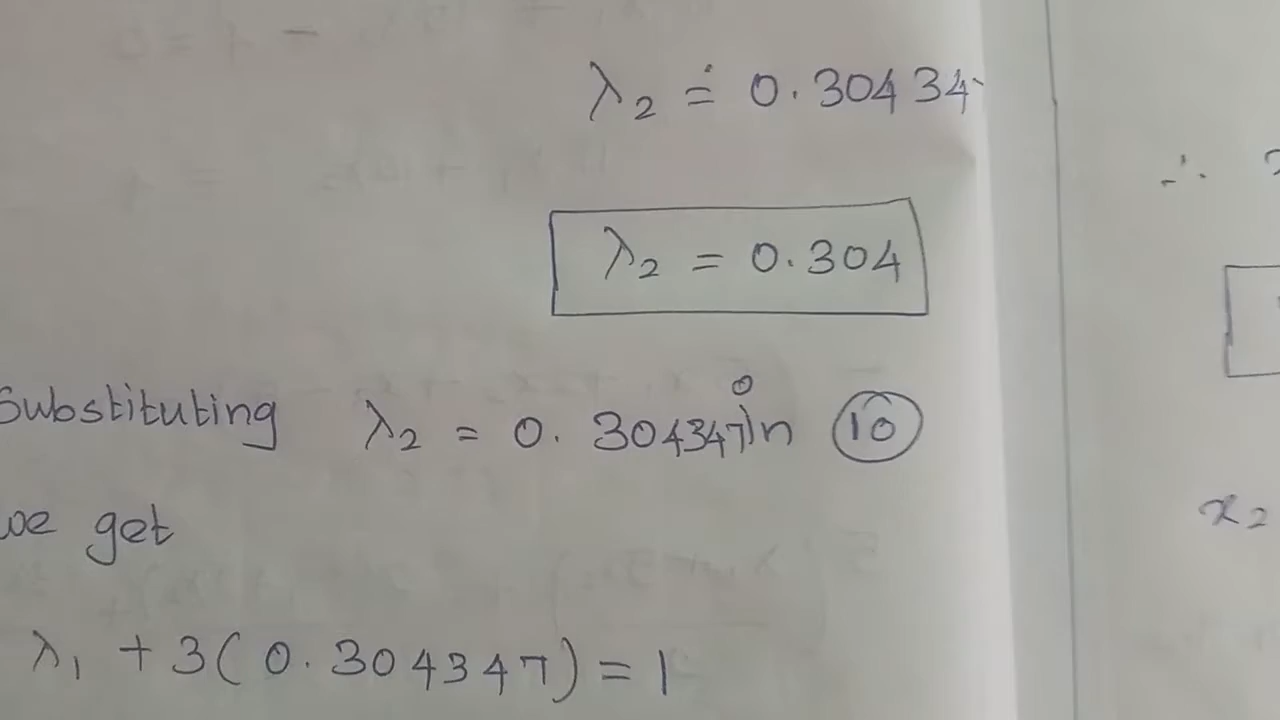 λ₂ = 0.30434
λ₂ = 0.304
Substituting λ₂ = 0.304347 in 10
we get
λ₁ + 3(0.304347) = 1
∴
x₂